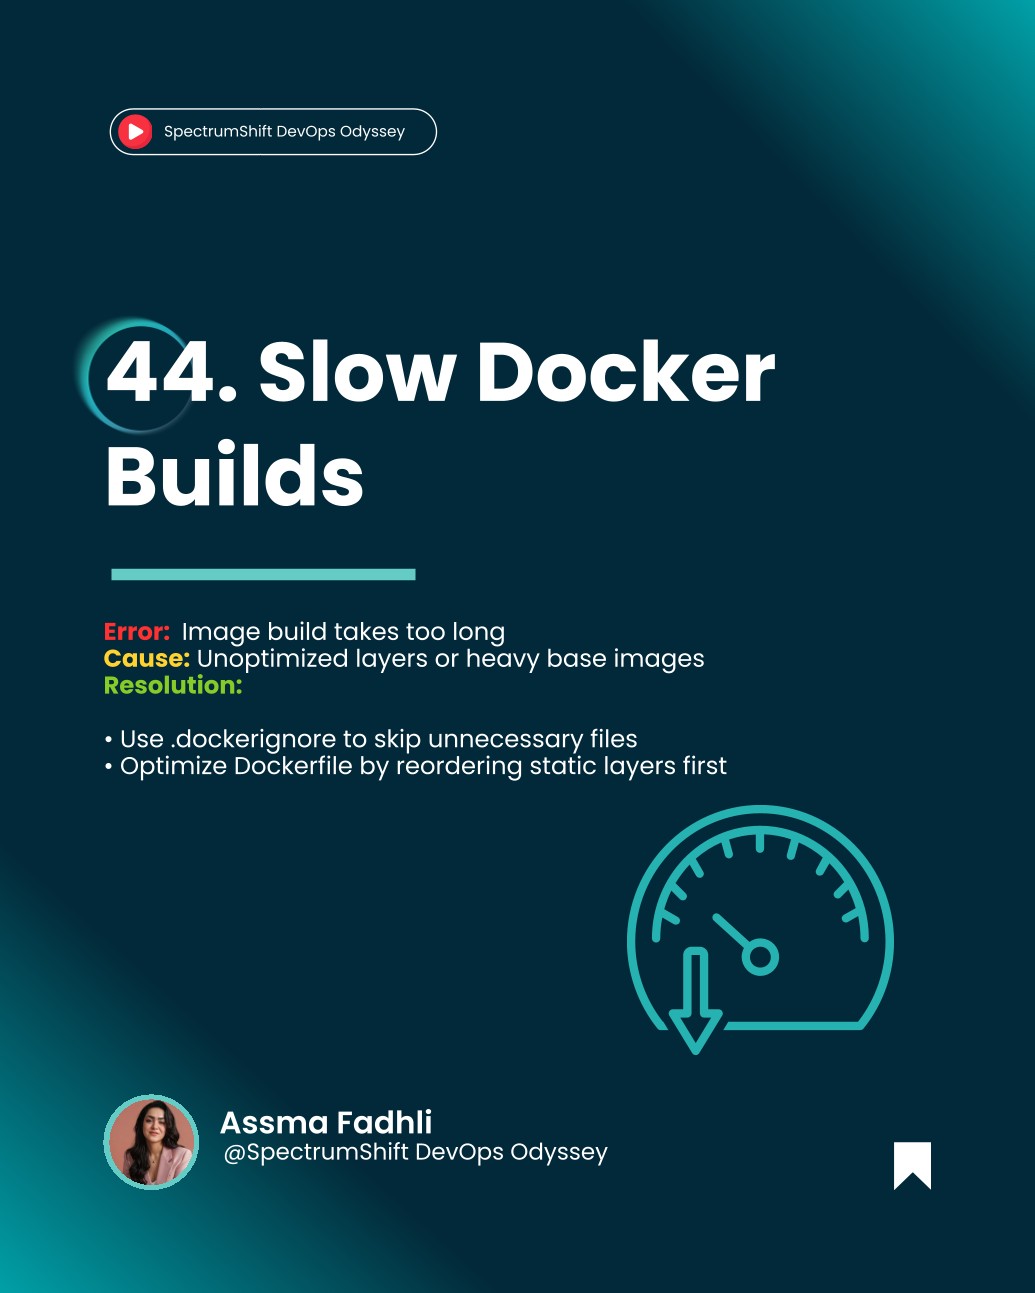 SpectrumShift DevOps Odyssey
44. Slow Docker
Builds
Error: Image build takes too long
Cause: Unoptimized layers or heavy base images
Resolution:
• Use .dockerignore to skip unnecessary files
• Optimize Dockerfile by reordering static layers first
Assma Fadhli
@SpectrumShift DevOps Odyssey